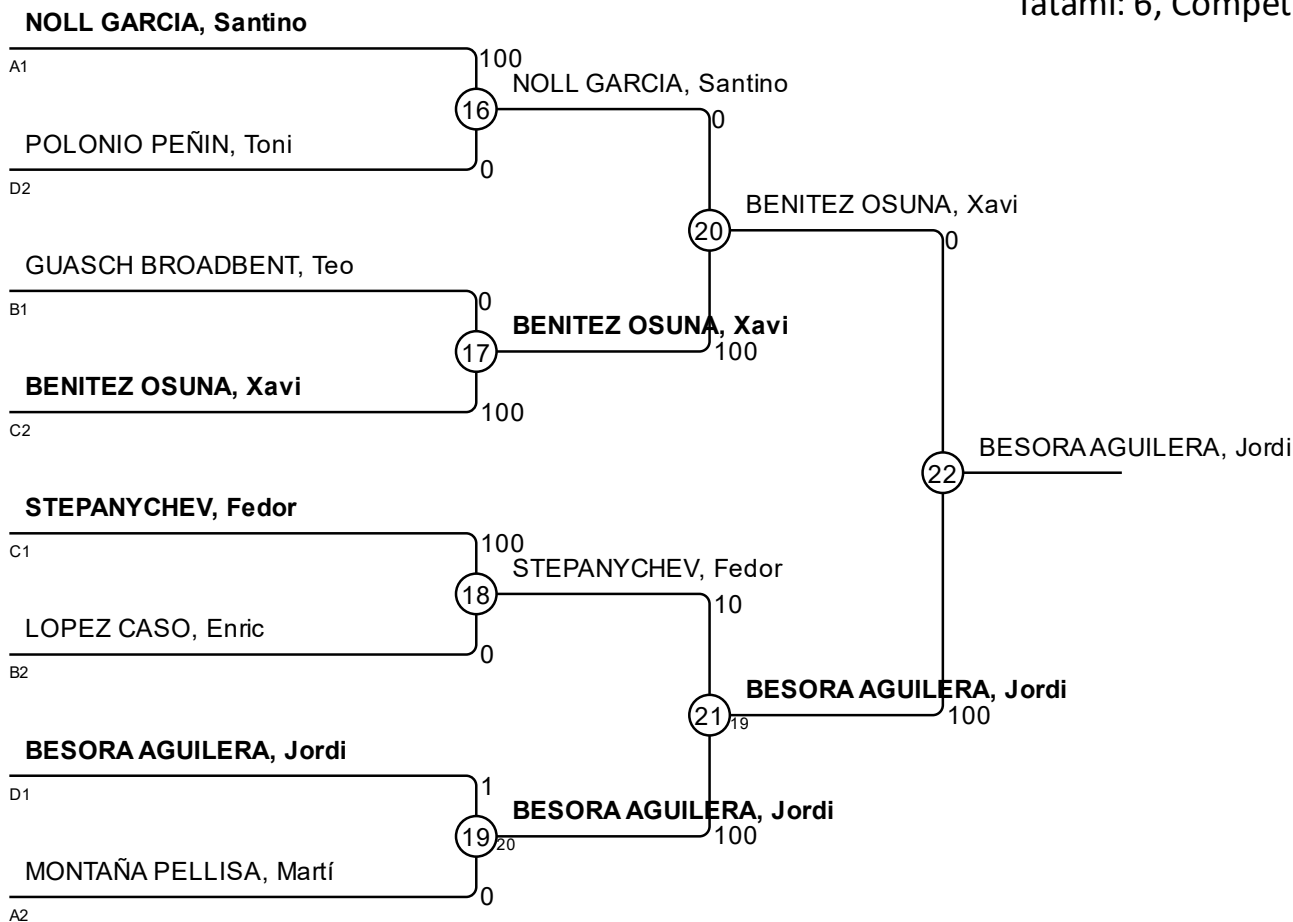 Tatami: 6, Compet
NOLL GARCIA, Santino
A1
100
NOLL GARCIA, Santino
16
0
POLONIO PEÑIN, Toni
0
D2
BENITEZ OSUNA, Xavi
20
0
GUASCH BROADBENT, Teo
B1
0
BENITEZ OSUNA, Xavi
17
100
BENITEZ OSUNA, Xavi
100
C2
BESORA AGUILERA, Jordi
22
STEPANYCHEV, Fedor
C1
100
STEPANYCHEV, Fedor
18
10
LOPEZ CASO, Enric
0
B2
BESORA AGUILERA, Jordi
21
19
100
BESORA AGUILERA, Jordi
D1
1
BESORA AGUILERA, Jordi
19
20
100
MONTAÑA PELLISA, Martí
0
A2